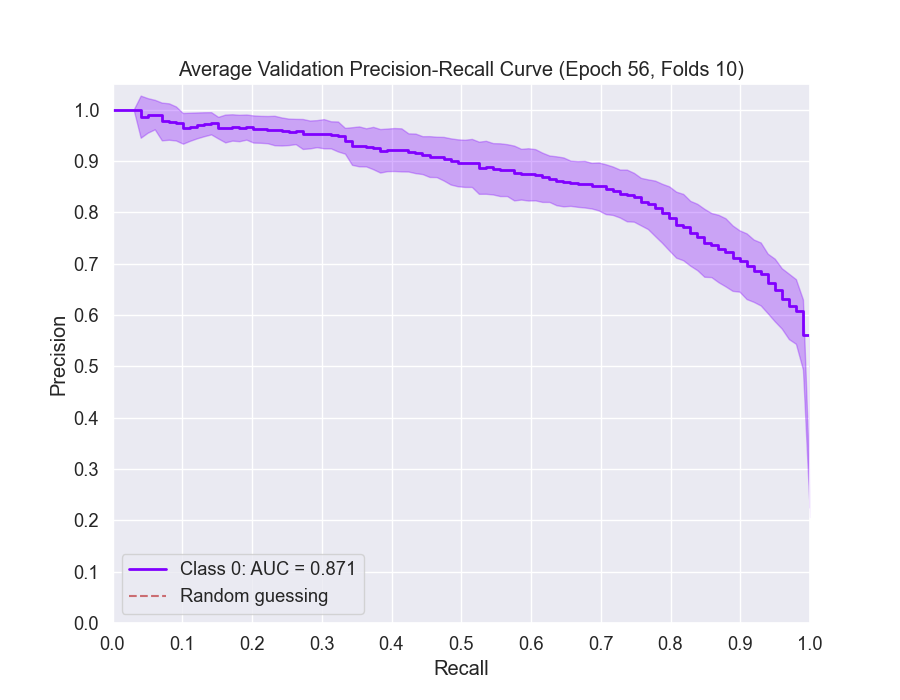 Average Validation Precision-Recall Curve (Epoch 56, Folds 10)
1.0
0.9
0.8
0.7
0.6
0.5
0.4
0.3
0.2
0.1
0.0
Precision
Class 0: AUC = 0.871
Random guessing
0.0 0.1 0.2 0.3 0.4 0.5 0.6 0.7 0.8 0.9 1.0
Recall